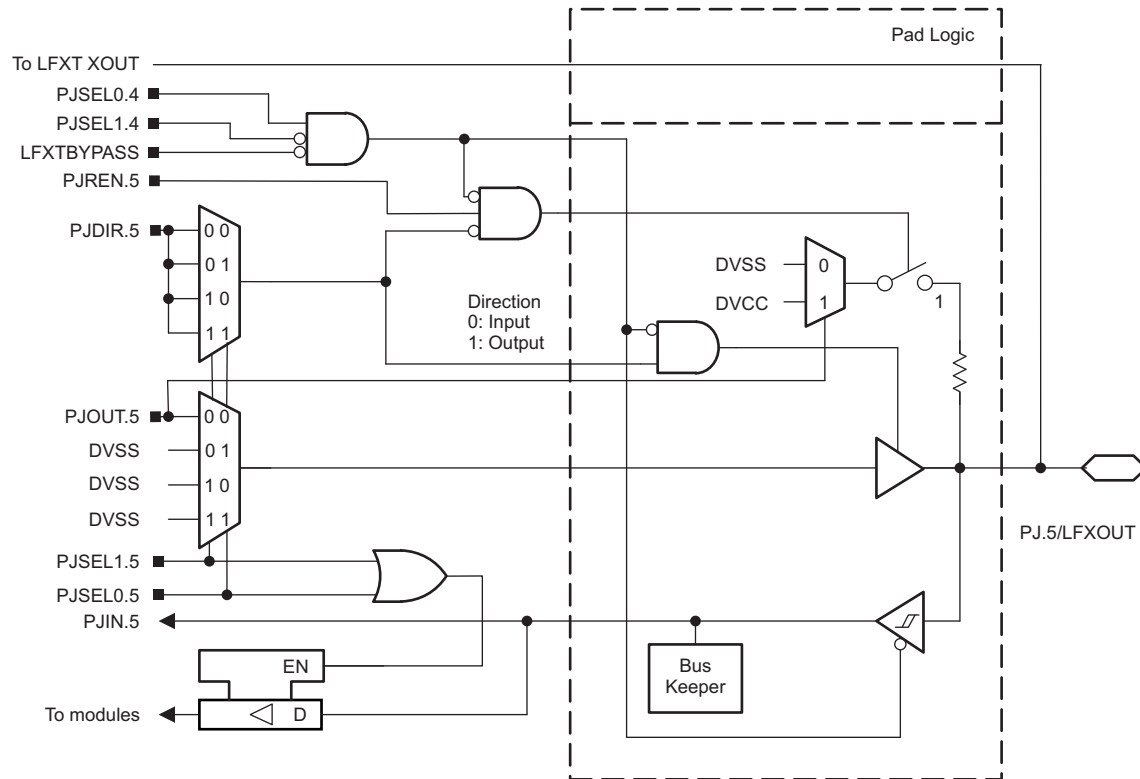 Pad Logic
To LFXT XOUT
PJSEL0.4
PJSEL1.4
LFXTBYPASS
PJREN.5
PJDIR.5
0 0
0 1
1 0
1 1
DVSS
0
DVCC
1
1
Direction
0: Input
1: Output
PJOUT.5
0 0
DVSS
0 1
DVSS
1 0
DVSS
1 1
PJ.5/LFXOUT
PJSEL1.5
PJSEL0.5
PJIN.5
EN
Bus
Keeper
To modules
D